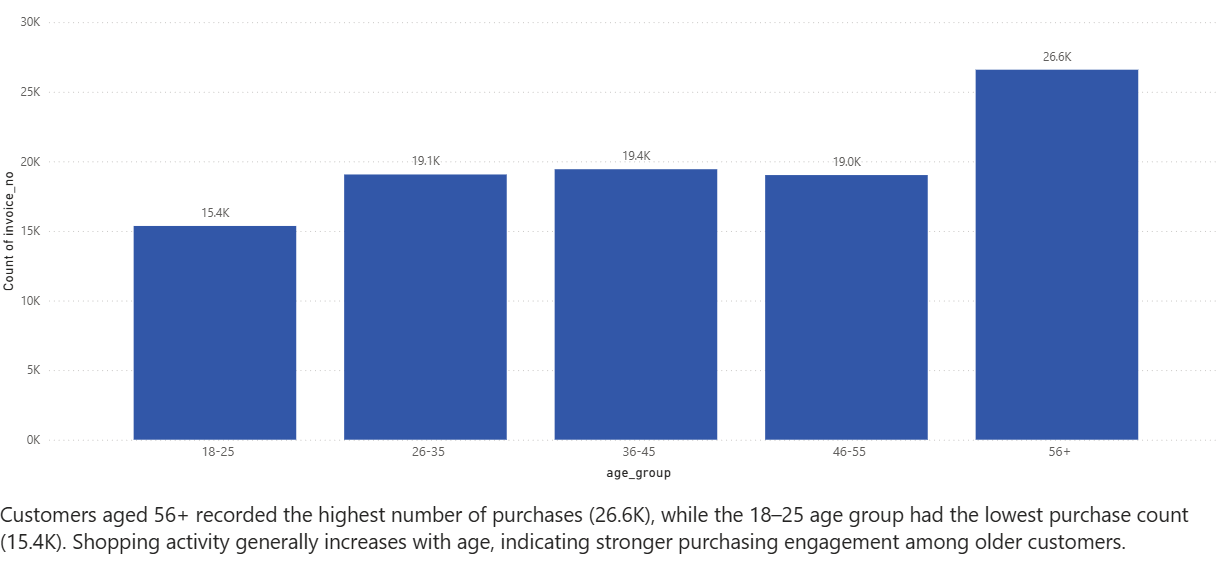 30K
26.6K
25K
20K
19.1K
19.4K
19.0K
15.4K
15K
10K
5K
0K
Count of invoice_no
18-25
26-35
36-45
46-55
56+
age_group
Customers aged 56+ recorded the highest number of purchases (26.6K), while the 18–25 age group had the lowest purchase count
(15.4K). Shopping activity generally increases with age, indicating stronger purchasing engagement among older customers.